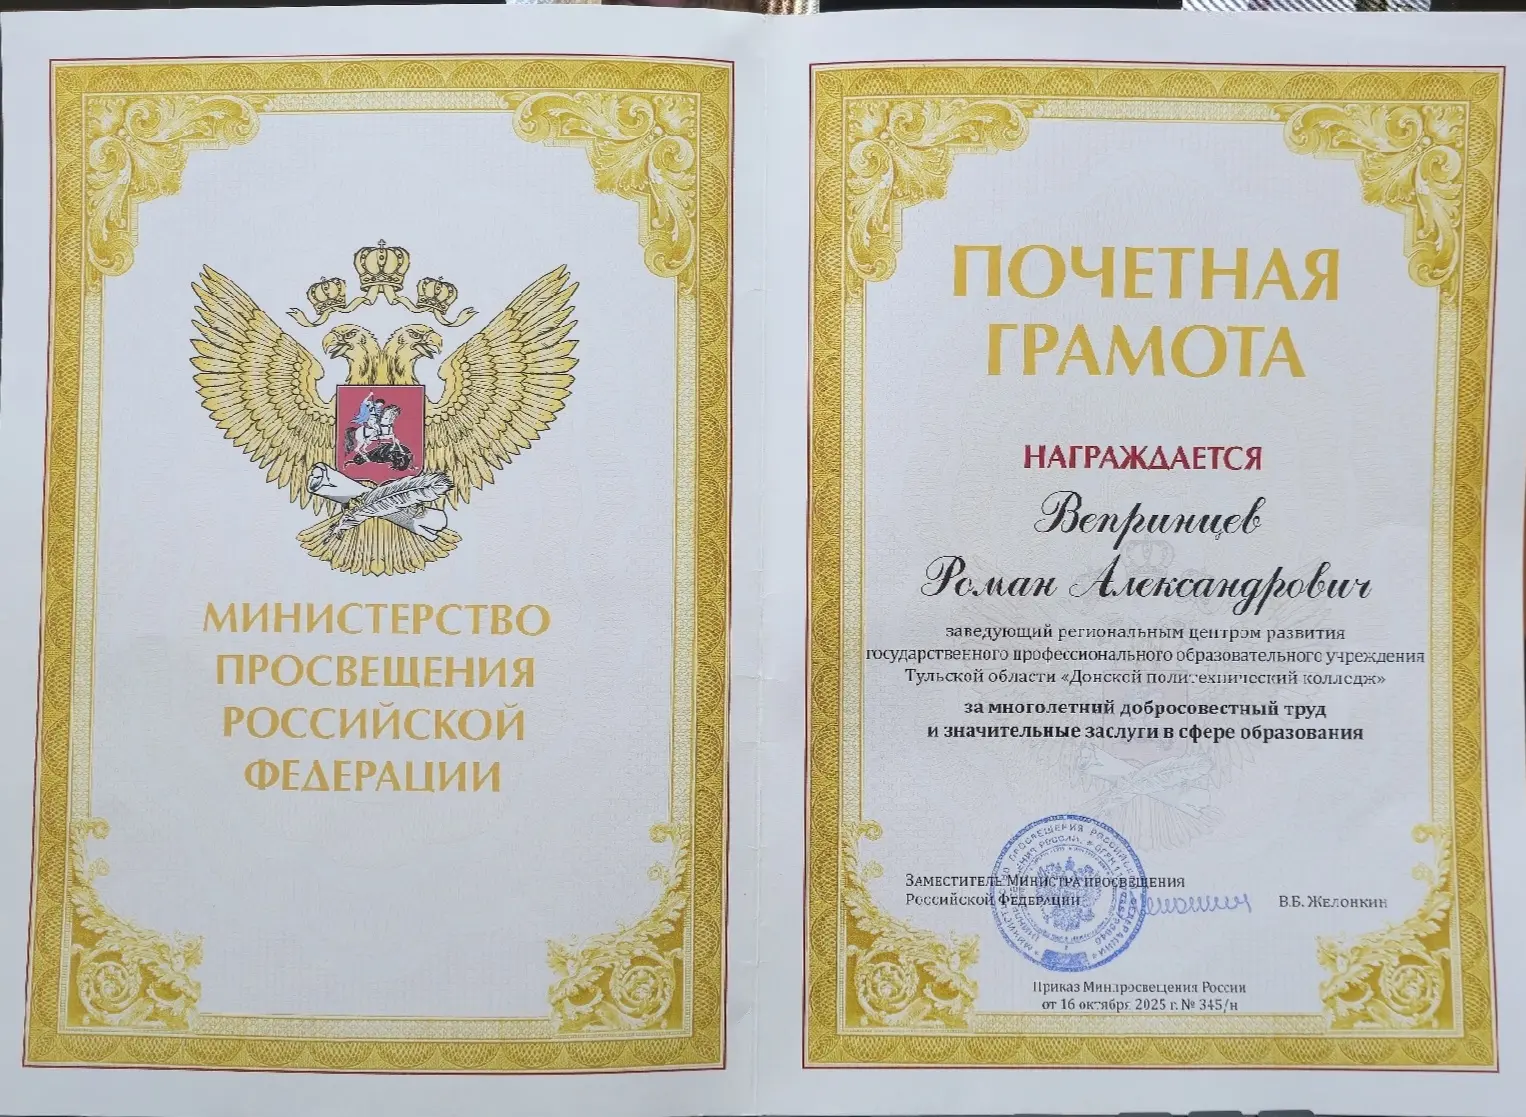 МИНИСТЕРСТВО
ПРОСВЕЩЕНИЯ
РОССИЙСКОЙ
ФЕДЕРАЦИИ
ПОЧЕТНАЯ
ГРАМОТА
НАГРАЖДАЕТСЯ
Вепринцев
Роман Александрович
заведующий региональным центром развития
государственного профессионального образовательного учреждения
Тульской области «Донской политехнический колледж»
за многолетний добросовестный труд
и значительные заслуги в сфере образования
Заместитель Министра просвещения
Российской Федерации
В.Б. Желонкин
Приказ Минпросвещения России
от 16 октября 2025 г. № 345/н